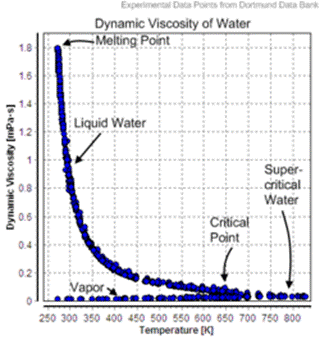 Experimental Data Points from Dortmund Data Bank
Dynamic Viscosity of Water
Melting Point
Liquid Water
Super-
critical
Water
Critical
Point
Vapor
Dynamic Viscosity [mPa·s]
1.8
1.6
1.4
1.2
1
0.8
0.6
0.4
0.2
0
250 300 350 400 450 500 550 600 650 700 750 800
Temperature [K]